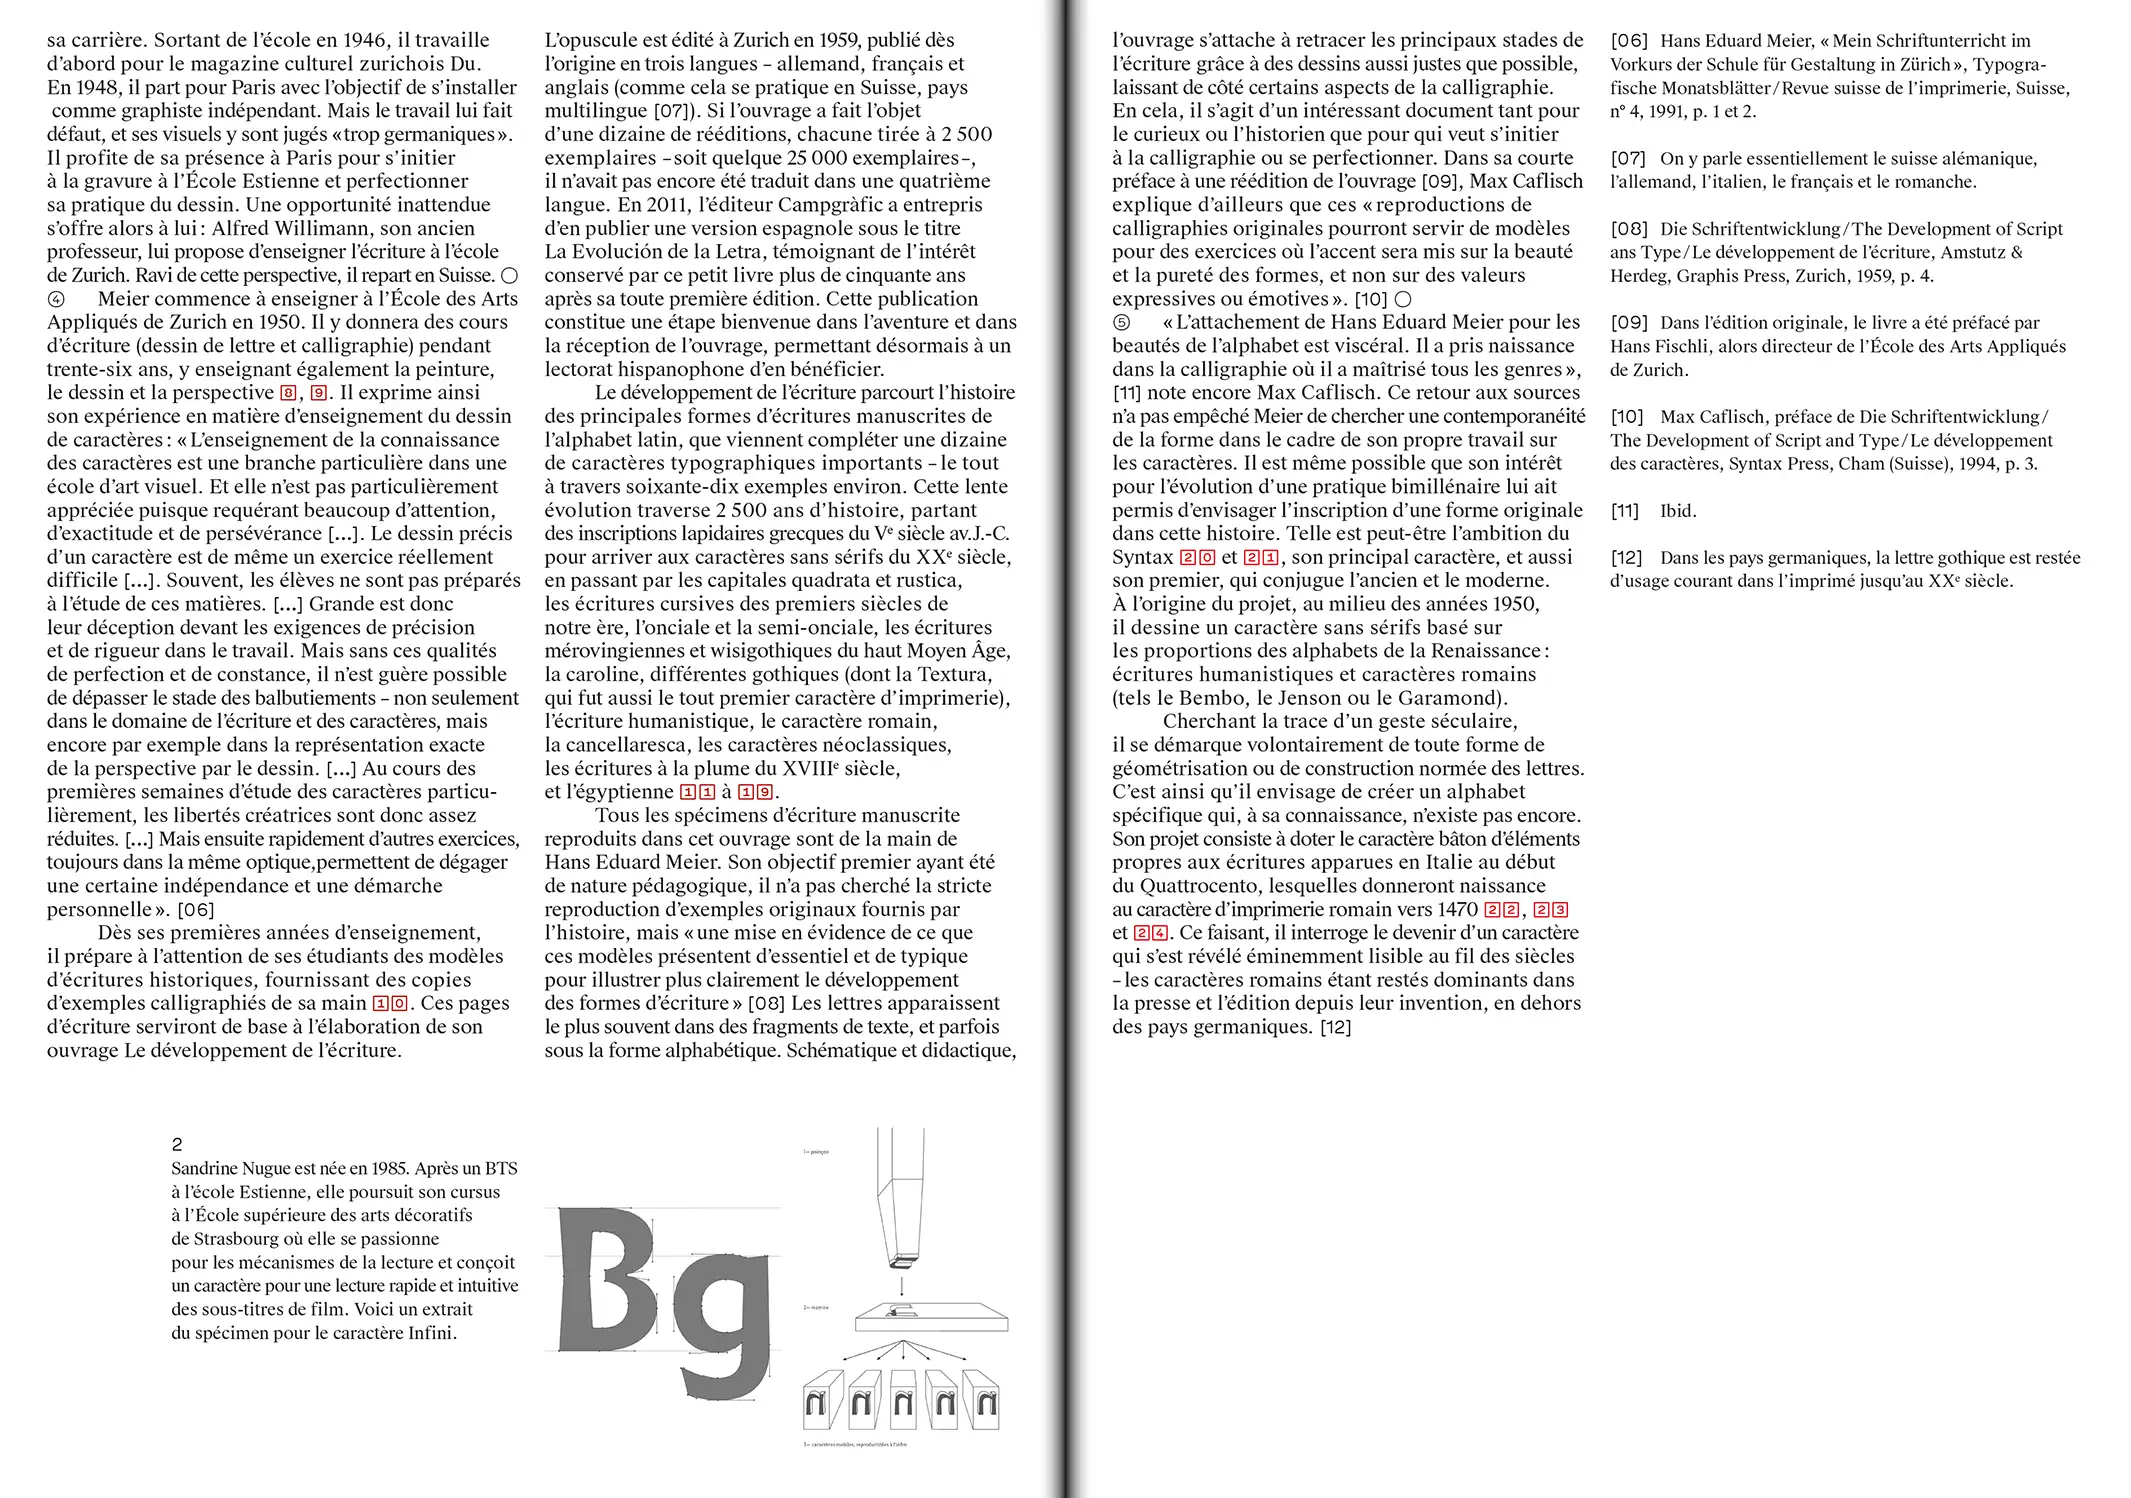 sa carrière. Sortant de l’école en 1946, il travaille
d’abord pour le magazine culturel zurichois Du.
En 1948, il part pour Paris avec l’objectif de s’installer
comme graphiste indépendant. Mais le travail lui fait
défaut, et ses visuels y sont jugés « trop germaniques ».
Il profite de sa présence à Paris pour s’initier
à la gravure à l’École Estienne et perfectionner
sa pratique du dessin. Une opportunité inattendue
s’offre alors à lui : Alfred Willimann, son ancien
professeur, lui propose d’enseigner l’écriture à l’école
de Zurich. Ravi de cette perspective, il repart en Suisse. ○
④ Meier commence à enseigner à l’École des Arts
Appliqués de Zurich en 1950. Il y donnera des cours
d’écriture (dessin de lettre et calligraphie) pendant
trente-six ans, y enseignant également la peinture,
le dessin et la perspective 8, 9. Il exprime ainsi
son expérience en matière d’enseignement du dessin
de caractères : « L’enseignement de la connaissance
des caractères est une branche particulière dans une
école d’art visuel. Et elle n’est pas particulièrement
appréciée puisque requérant beaucoup d’attention,
d’exactitude et de persévérance [...]. Le dessin précis
d’un caractère est de même un exercice réellement
difficile [...]. Souvent, les élèves ne sont pas préparés
à l’étude de ces matières. [...] Grande est donc
leur déception devant les exigences de précision
et de rigueur dans le travail. Mais sans ces qualités
de perfection et de constance, il n’est guère possible
de dépasser le stade des balbutiements – non seulement
dans le domaine de l’écriture et des caractères, mais
encore par exemple dans la représentation exacte
de la perspective par le dessin. [...] Au cours des
premières semaines d’étude des caractères particu-
lièrement, les libertés créatrices sont donc assez
réduites. [...] Mais ensuite rapidement d’autres exercices,
toujours dans la même optique,permettent de dégager
une certaine indépendance et une démarche
personnelle ». [06]
Dès ses premières années d’enseignement,
il prépare à l’attention de ses étudiants des modèles
d’écritures historiques, fournissant des copies
d’exemples calligraphiés de sa main 10. Ces pages
d’écriture serviront de base à l’élaboration de son
ouvrage Le développement de l’écriture.
L’opuscule est édité à Zurich en 1959, publié dès
l’origine en trois langues – allemand, français et
anglais (comme cela se pratique en Suisse, pays
multilingue [07]). Si l’ouvrage a fait l’objet
d’une dizaine de rééditions, chacune tirée à 2 500
exemplaires –soit quelque 25 000 exemplaires–,
il n’avait pas encore été traduit dans une quatrième
langue. En 2011, l’éditeur Campgràfic a entrepris
d’en publier une version espagnole sous le titre
La Evolución de la Letra, témoignant de l’intérêt
conservé par ce petit livre plus de cinquante ans
après sa toute première édition. Cette publication
constitue une étape bienvenue dans l’aventure et dans
la réception de l’ouvrage, permettant désormais à un
lectorat hispanophone d’en bénéficier.
Le développement de l’écriture parcourt l’histoire
des principales formes d’écritures manuscrites de
l’alphabet latin, que viennent compléter une dizaine
de caractères typographiques importants – le tout
à travers soixante-dix exemples environ. Cette lente
évolution traverse 2 500 ans d’histoire, partant
des inscriptions lapidaires grecques du Vᵉ siècle av.J.-C.
pour arriver aux caractères sans sérifs du XXᵉ siècle,
en passant par les capitales quadrata et rustica,
les écritures cursives des premiers siècles de
notre ère, l’onciale et la semi-onciale, les écritures
mérovingiennes et wisigothiques du haut Moyen Âge,
la caroline, différentes gothiques (dont la Textura,
qui fut aussi le tout premier caractère d’imprimerie),
l’écriture humanistique, le caractère romain,
la cancellaresca, les caractères néoclassiques,
les écritures à la plume du XVIIIᵉ siècle,
et l’égyptienne 11 à 19.
Tous les spécimens d’écriture manuscrite
reproduits dans cet ouvrage sont de la main de
Hans Eduard Meier. Son objectif premier ayant été
de nature pédagogique, il n’a pas cherché la stricte
reproduction d’exemples originaux fournis par
l’histoire, mais « une mise en évidence de ce que
ces modèles présentent d’essentiel et de typique
pour illustrer plus clairement le développement
des formes d’écriture » [08] Les lettres apparaissent
le plus souvent dans des fragments de texte, et parfois
sous la forme alphabétique. Schématique et didactique,
l’ouvrage s’attache à retracer les principaux stades de
l’écriture grâce à des dessins aussi justes que possible,
laissant de côté certains aspects de la calligraphie.
En cela, il s’agit d’un intéressant document tant pour
le curieux ou l’historien que pour qui veut s’initier
à la calligraphie ou se perfectionner. Dans sa courte
préface à une réédition de l’ouvrage [09], Max Caflisch
explique d’ailleurs que ces « reproductions de
calligraphies originales pourront servir de modèles
pour des exercices où l’accent sera mis sur la beauté
et la pureté des formes, et non sur des valeurs
expressives ou émotives ». [10] ○
⑤ « L’attachement de Hans Eduard Meier pour les
beautés de l’alphabet est viscéral. Il a pris naissance
dans la calligraphie où il a maîtrisé tous les genres »,
[11] note encore Max Caflisch. Ce retour aux sources
n’a pas empêché Meier de chercher une contemporanéité
de la forme dans le cadre de son propre travail sur
les caractères. Il est même possible que son intérêt
pour l’évolution d’une pratique bimillénaire lui ait
permis d’envisager l’inscription d’une forme originale
dans cette histoire. Telle est peut-être l’ambition du
Syntax 20 et 21, son principal caractère, et aussi
son premier, qui conjugue l’ancien et le moderne.
À l’origine du projet, au milieu des années 1950,
il dessine un caractère sans sérifs basé sur
les proportions des alphabets de la Renaissance :
écritures humanistiques et caractères romains
(tels le Bembo, le Jenson ou le Garamond).
Cherchant la trace d’un geste séculaire,
il se démarque volontairement de toute forme de
géométrisation ou de construction normée des lettres.
C’est ainsi qu’il envisage de créer un alphabet
spécifique qui, à sa connaissance, n’existe pas encore.
Son projet consiste à doter le caractère bâton d’éléments
propres aux écritures apparues en Italie au début
du Quattrocento, lesquelles donneront naissance
au caractère d’imprimerie romain vers 1470 22, 23
et 24. Ce faisant, il interroge le devenir d’un caractère
qui s’est révélé éminemment lisible au fil des siècles
– les caractères romains étant restés dominants dans
la presse et l’édition depuis leur invention, en dehors
des pays germaniques. [12]
[06] Hans Eduard Meier, « Mein Schriftunterricht im
Vorkurs der Schule für Gestaltung in Zürich », Typogra-
fische Monatsblätter / Revue suisse de l’imprimerie, Suisse,
n° 4, 1991, p. 1 et 2.
[07] On y parle essentiellement le suisse alémanique,
l’allemand, l’italien, le français et le romanche.
[08] Die Schriftentwicklung / The Development of Script
ans Type / Le développement de l’écriture, Amstutz &
Herdeg, Graphis Press, Zurich, 1959, p. 4.
[09] Dans l’édition originale, le livre a été préfacé par
Hans Fischli, alors directeur de l’École des Arts Appliqués
de Zurich.
[10] Max Caflisch, préface de Die Schriftentwicklung /
The Development of Script and Type / Le développement
des caractères, Syntax Press, Cham (Suisse), 1994, p. 3.
[11] Ibid.
[12] Dans les pays germaniques, la lettre gothique est restée
d’usage courant dans l’imprimé jusqu’au XXᵉ siècle.
2
Sandrine Nugue est née en 1985. Après un BTS
à l’école Estienne, elle poursuit son cursus
à l’École supérieure des arts décoratifs
de Strasbourg où elle se passionne
pour les mécanismes de la lecture et conçoit
un caractère pour une lecture rapide et intuitive
des sous-titres de film. Voici un extrait
du spécimen pour le caractère Infini.
Bg
1— poinçon
2— matrice
n n n n n
3— caractères mobiles, reproductibles à l’infini